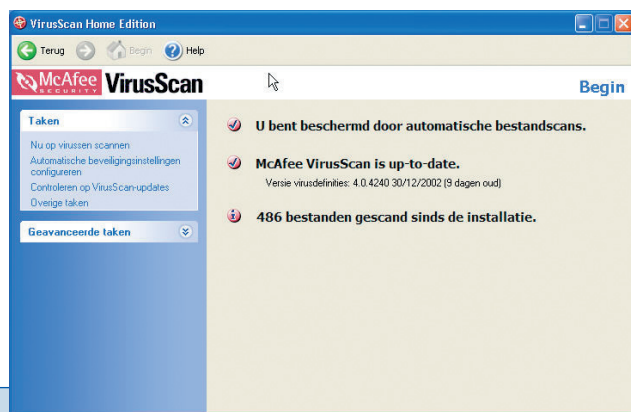 VirusScan Home Edition
Terug Begin Help
McAfee SECURITY VirusScan
Begin
Taken
Nu op virussen scannen
Automatische beveiligingsinstellingen
configureren
Controleren op VirusScan-updates
Overige taken
Geavanceerde taken
U bent beschermd door automatische bestandscans.
McAfee VirusScan is up-to-date.
Versie virusdefinities: 4.0.4240 30/12/2002 (9 dagen oud)
486 bestanden gescand sinds de installatie.